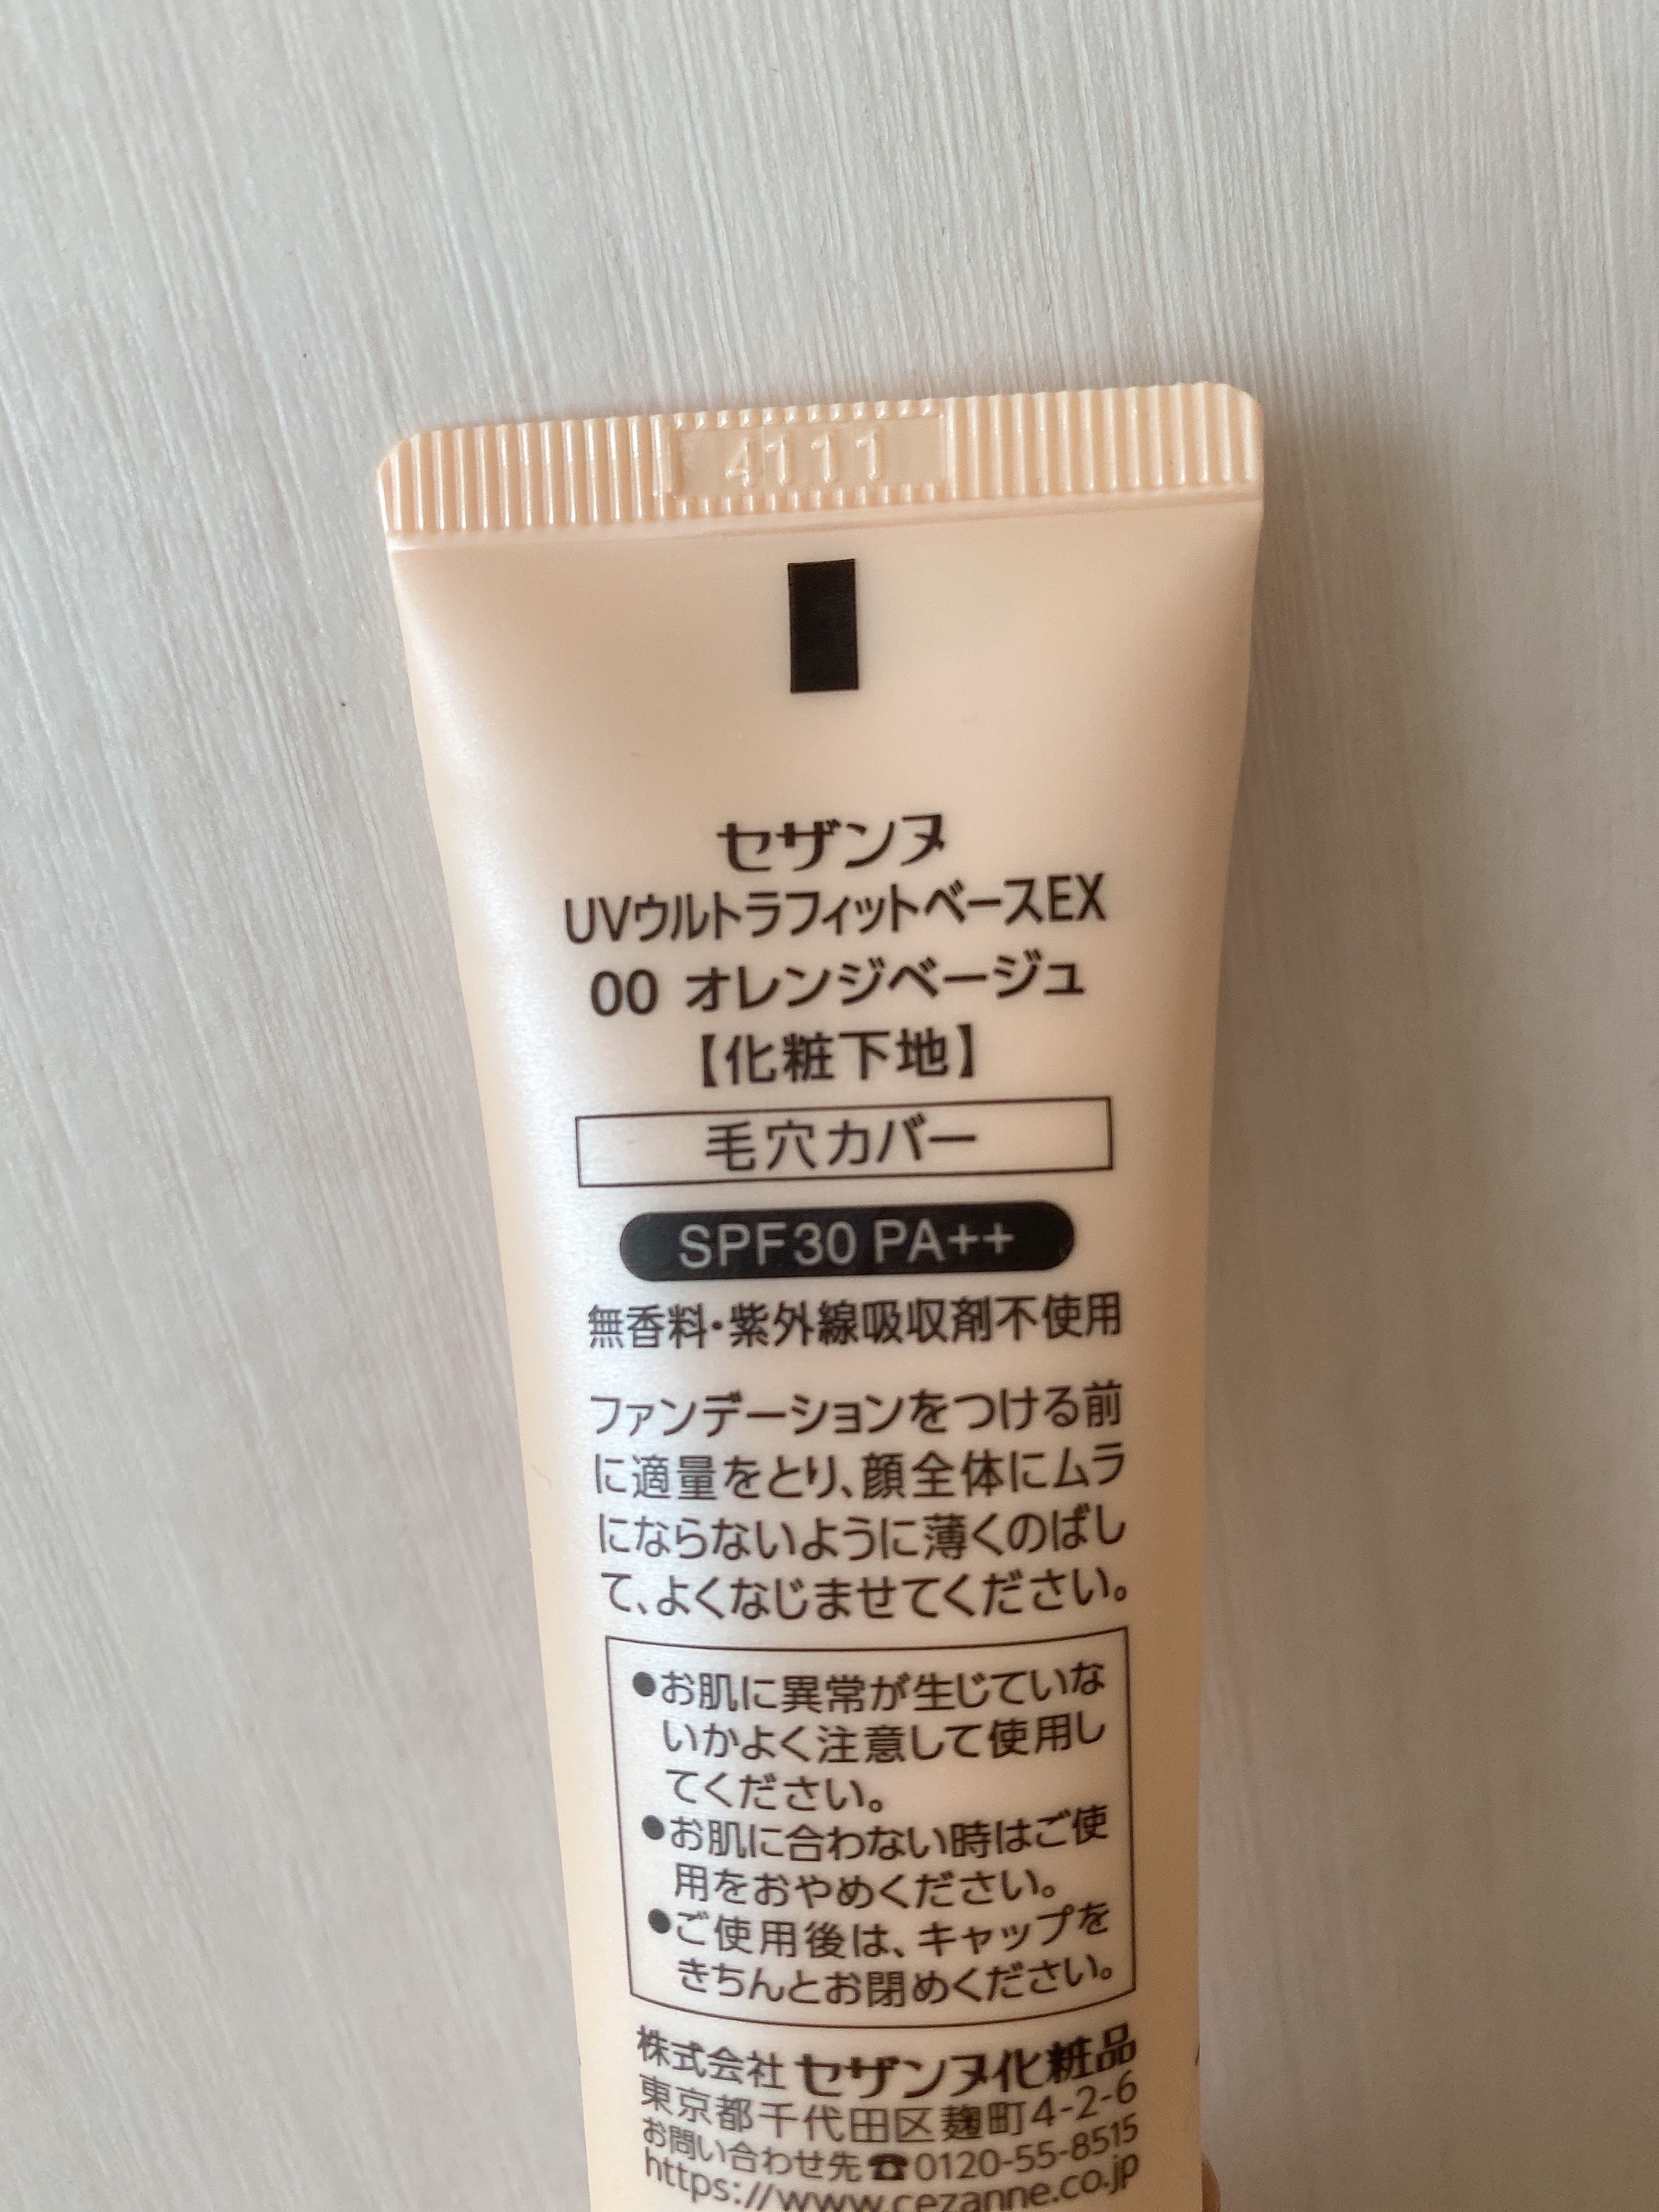 4111
セザンヌ
UVウルトラフィットベースEX
00 オレンジベージュ
【化粧下地】
毛穴カバー
SPF30 PA++
無香料・紫外線吸収剤不使用
ファンデーションをつける前
に適量をとり、顔全体にムラ
にならないように薄くのばし
て、よくなじませてください。
●お肌に異常が生じていな
いかよく注意して使用し
てください。
●お肌に合わない時はご使
用をおやめください。
●ご使用後は、キャップを
きちんとお閉めください。
株式会社 セザンヌ化粧品
東京都千代田区麹町4-2-6
お問い合わせ先☎0120-55-8515
https://www.cezanne.co.jp